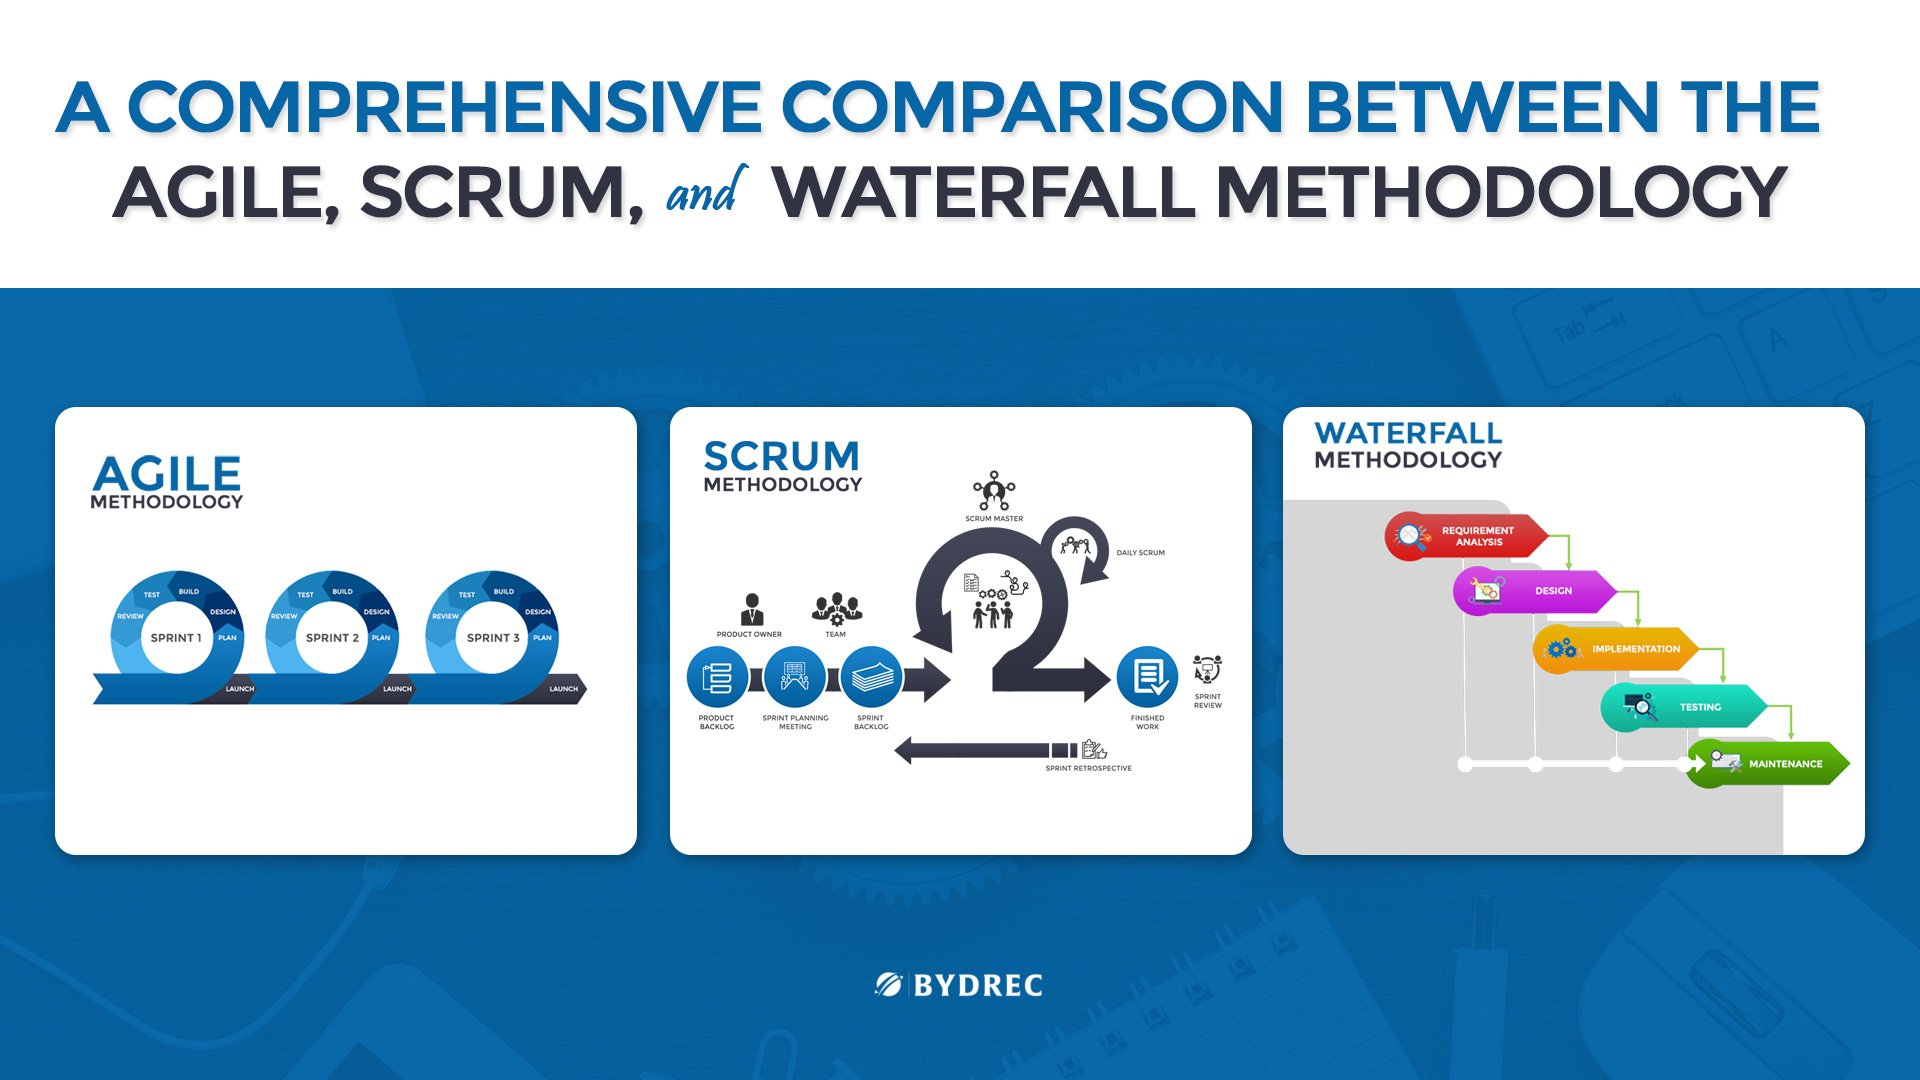 A COMPREHENSIVE COMPARISON BETWEEN THE
AGILE, SCRUM, and WATERFALL METHODOLOGY
Tab
A
S
Z
AGILE
METHODOLOGY
TEST
BUILD
REVIEW
DESIGN
PLAN
SPRINT 1
LAUNCH
TEST
BUILD
REVIEW
DESIGN
PLAN
SPRINT 2
LAUNCH
TEST
BUILD
REVIEW
DESIGN
PLAN
SPRINT 3
LAUNCH
SCRUM
METHODOLOGY
SCRUM MASTER
DAILY SCRUM
PRODUCT OWNER
TEAM
PRODUCT
BACKLOG
SPRINT PLANNING
MEETING
SPRINT
BACKLOG
FINISHED
WORK
SPRINT
REVIEW
SPRINT RETROSPECTIVE
WATERFALL
METHODOLOGY
REQUIREMENT
ANALYSIS
DESIGN
IMPLEMENTATION
TESTING
MAINTENANCE
BYDREC